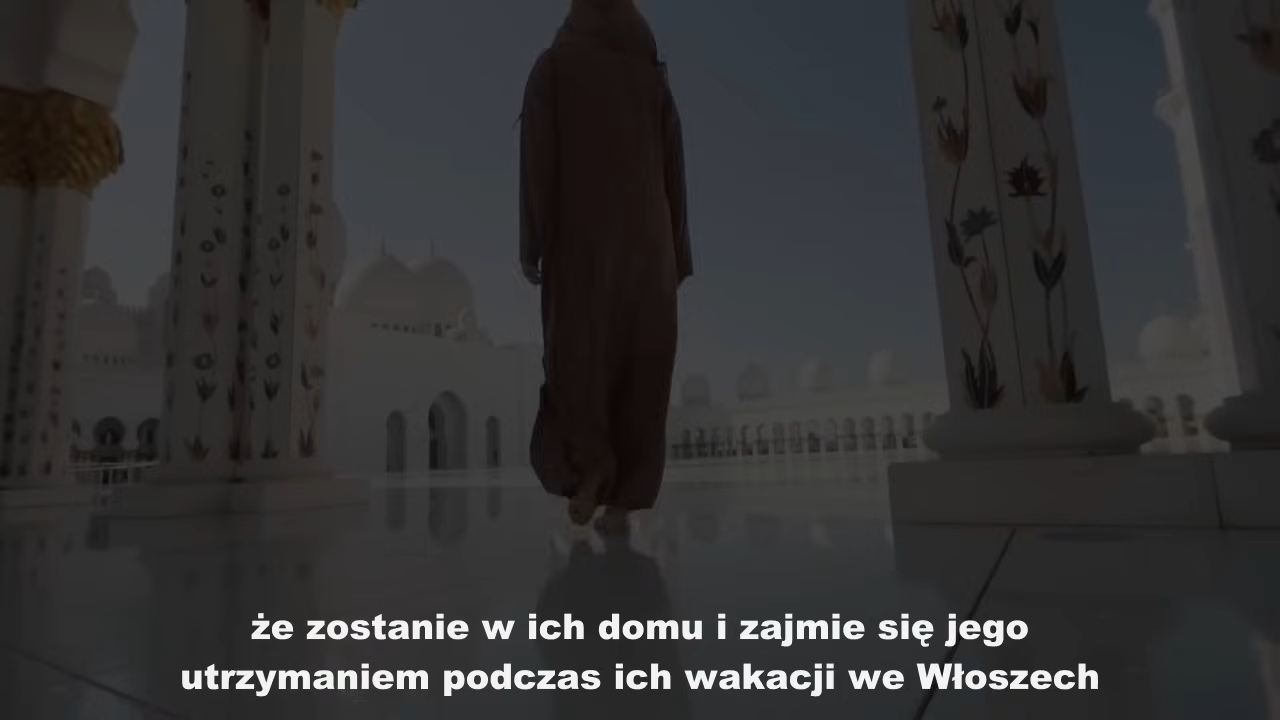 że zostanie w ich domu i zajmie się jego
utrzymaniem podczas ich wakacji we Włoszech